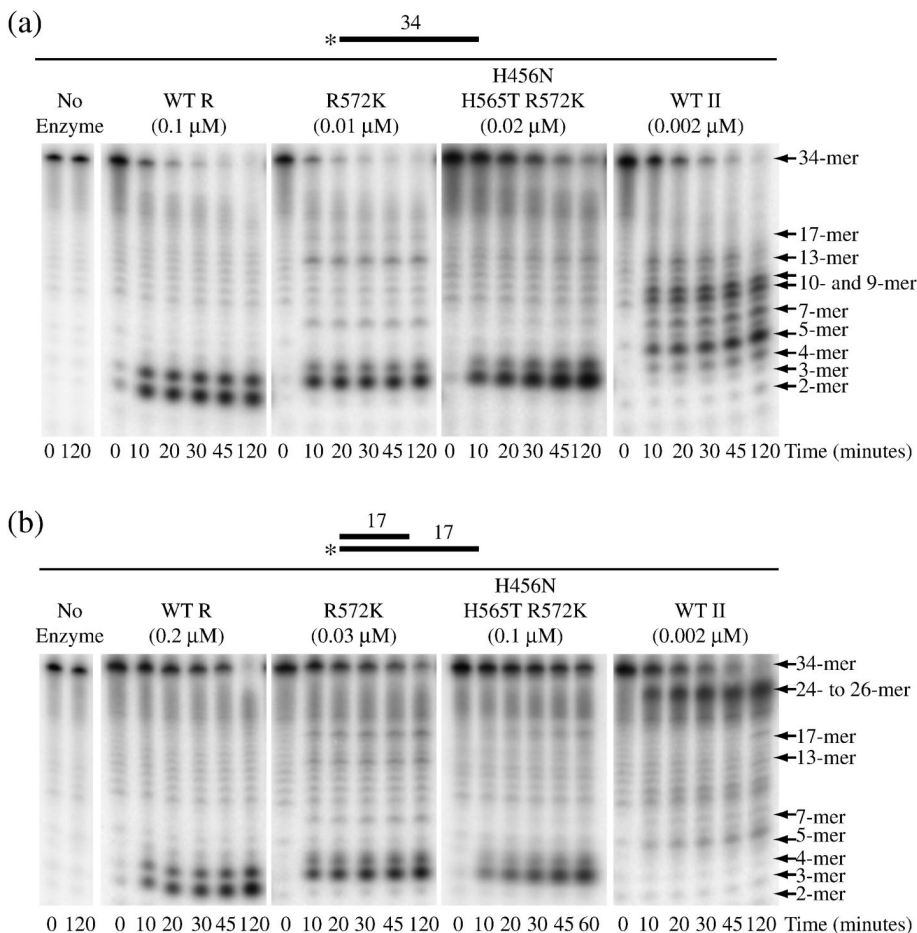 (a)
34
*
No Enzyme
WT R (0.1 μM)
R572K (0.01 μM)
H456N H565T R572K (0.02 μM)
WT II (0.002 μM)
34-mer
17-mer
13-mer
10- and 9-mer
7-mer
5-mer
4-mer
3-mer
2-mer
0 120 0 10 20 30 45 120 0 10 20 30 45 120 0 10 20 30 45 120 0 10 20 30 45 120 Time (minutes)
(b)
17
* 17
No Enzyme
WT R (0.2 μM)
R572K (0.03 μM)
H456N H565T R572K (0.1 μM)
WT II (0.002 μM)
34-mer
24- to 26-mer
17-mer
13-mer
7-mer
5-mer
4-mer
3-mer
2-mer
0 120 0 10 20 30 45 120 0 10 20 30 45 120 0 10 20 30 45 60 0 10 20 30 45 120 Time (minutes)